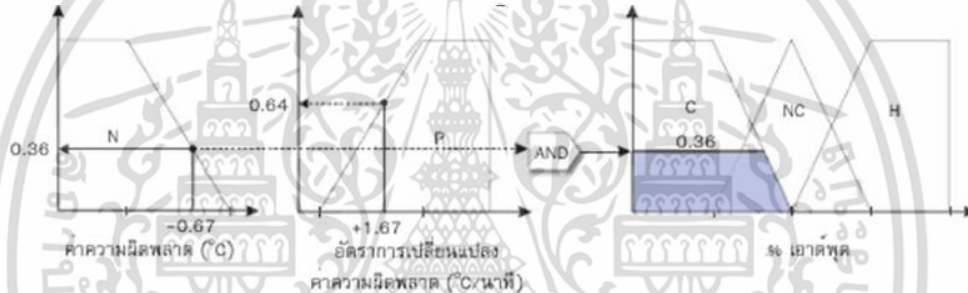 0.64
0.36
N
P
AND
C
0.36
NC
H
-0.67
+1.67
ค่าความผิดพลาด (°C)
อัตราการเปลี่ยนแปลง
ค่าความผิดพลาด (°C/นาที)
% เอาต์พุต